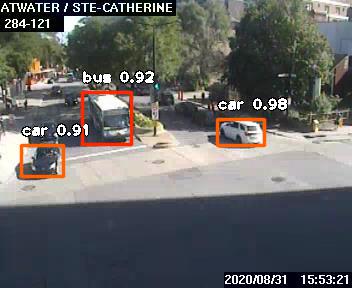 ATWATER / STE-CATHERINE
284-121
bus 0.92
car 0.98
car 0.91
2020/08/31 15:53:21